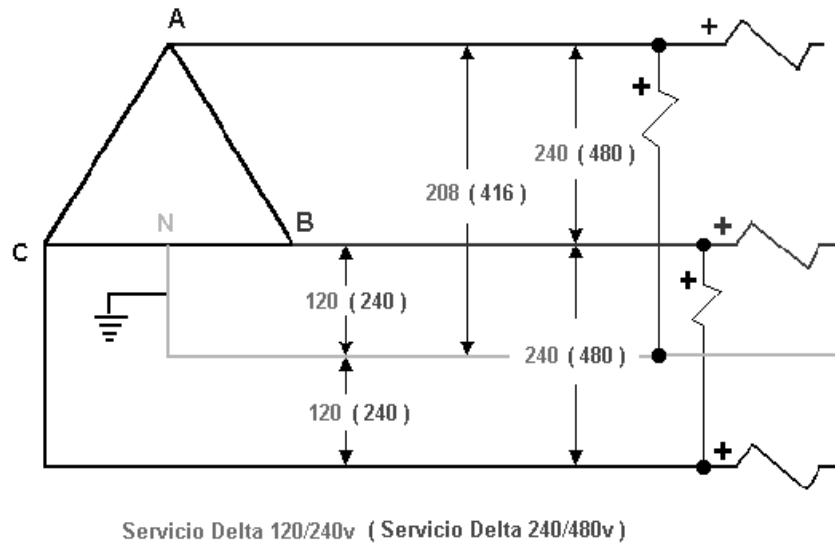 A
+
+
240 ( 480 )
208 ( 416 )
N
B
C
+
+
120 ( 240 )
240 ( 480 )
120 ( 240 )
+
Servicio Delta 120/240v ( Servicio Delta 240/480v )